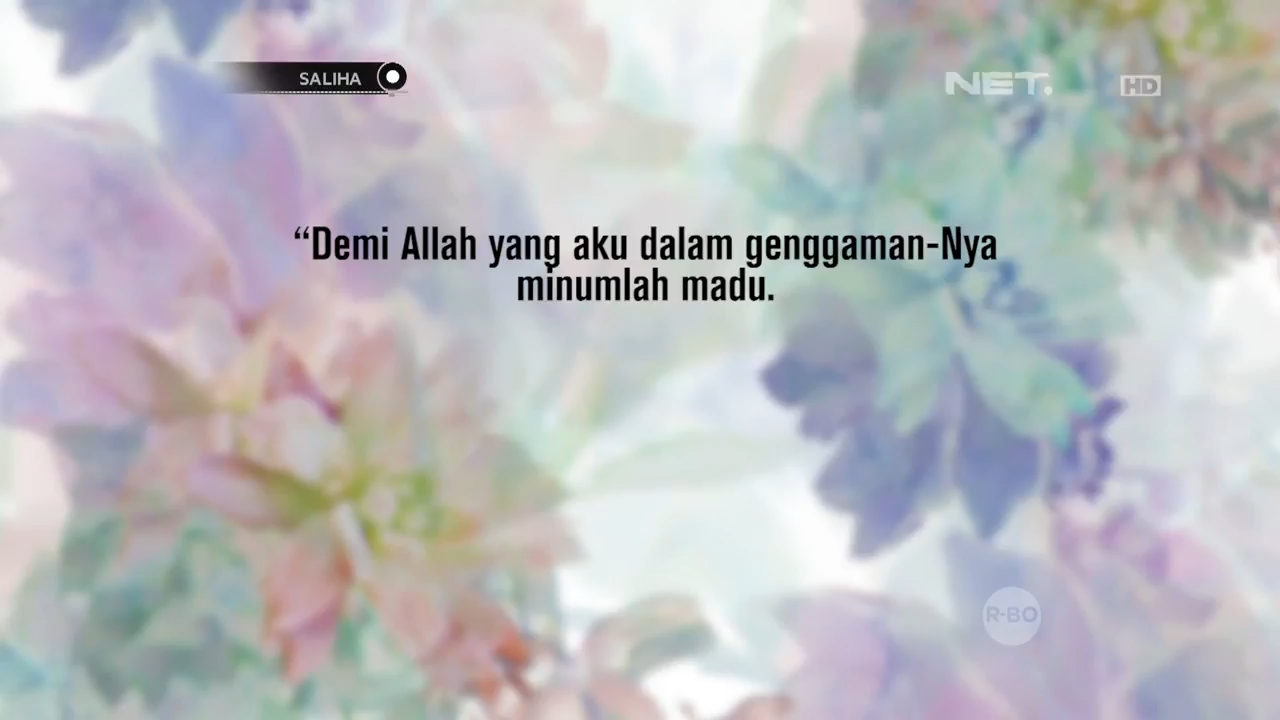 SALIHA
NET.
HD
“Demi Allah yang aku dalam genggaman-Nya
minumlah madu.
R-BO